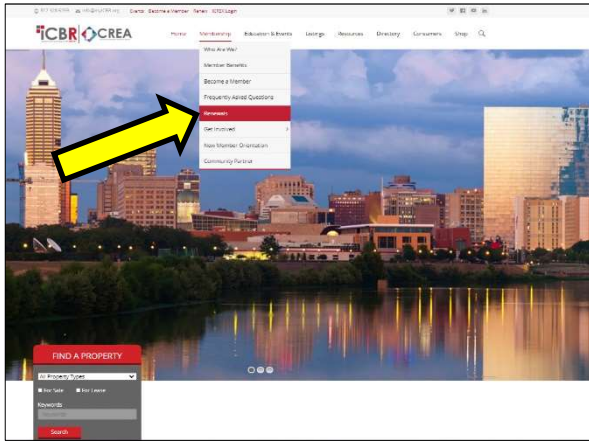 Events Become a Member Renew
iCBR CREA
Home Membership Education & Events Listings Resources Directory Consumers Shop
Who Are We?
Member Benefits
Become a Member
Frequently Asked Questions
Renewals
Get Involved
New Member Orientation
Community Partner
FIND A PROPERTY
All Property Types
For Sale For Lease
Keywords
Keywords
Search